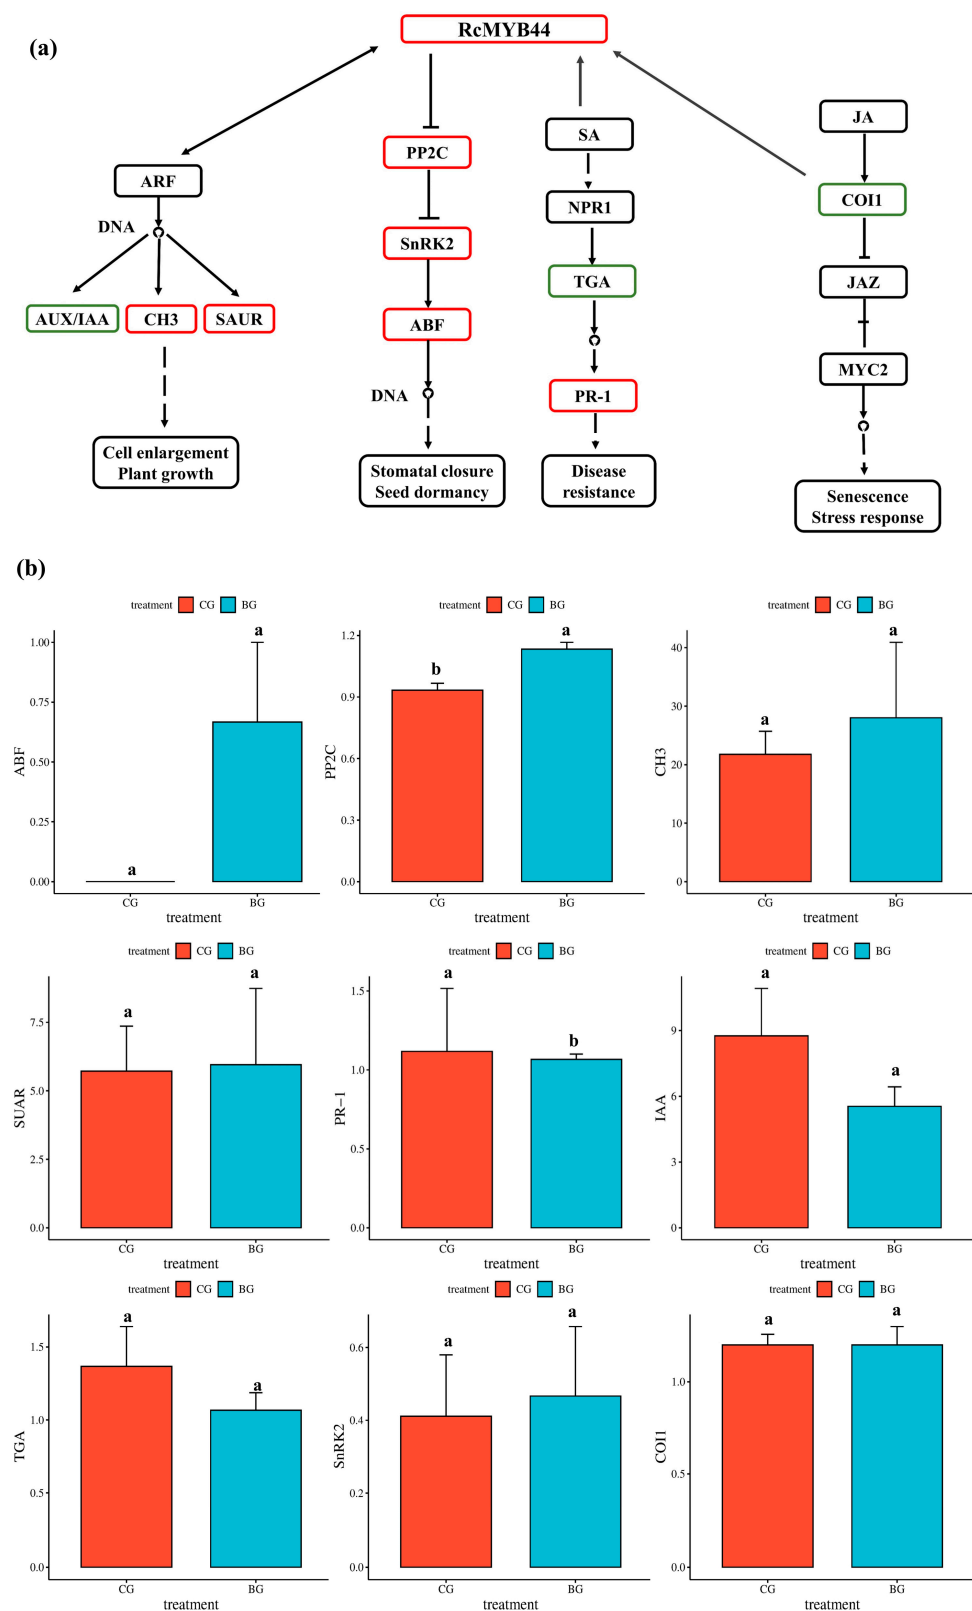 (a)
RcMYB44
ARF
DNA
AUX/IAA
CH3
SAUR
Cell enlargement
Plant growth
PP2C
SnRK2
ABF
DNA
Stomatal closure
Seed dormancy
SA
NPR1
TGA
PR-1
Disease
resistance
JA
COI1
JAZ
MYC2
Senescence
Stress response
(b)
treatment CG BG
ABF
1.00
0.75
0.50
0.25
0.00
a
a
CG BG
treatment
treatment CG BG
PP2C
1.2
0.9
0.6
0.3
0.0
b
a
CG BG
treatment
treatment CG BG
CH3
40
30
20
10
0
a
a
CG BG
treatment
treatment CG BG
SUAR
7.5
5.0
2.5
0.0
a
a
CG BG
treatment
treatment CG BG
PR−1
1.5
1.0
0.5
0.0
a
b
CG BG
treatment
treatment CG BG
IAA
9
6
3
0
a
a
CG BG
treatment
treatment CG BG
TGA
1.5
1.0
0.5
0.0
a
a
CG BG
treatment
treatment CG BG
SnRK2
0.6
0.4
0.2
0.0
a
a
CG BG
treatment
treatment CG BG
COI1
1.0
0.5
0.0
a
a
CG BG
treatment